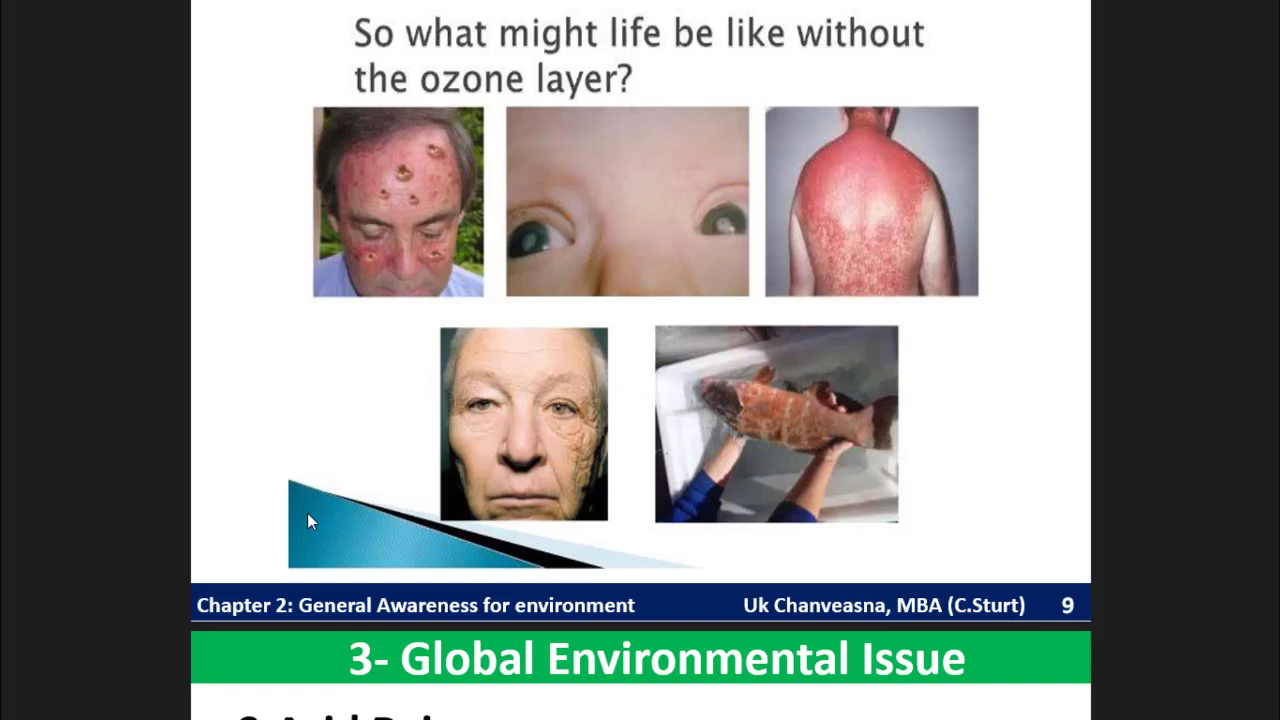 So what might life be like without
the ozone layer?
Chapter 2: General Awareness for environment
Uk Chanveasna, MBA (C.Sturt)
9
3- Global Environmental Issue